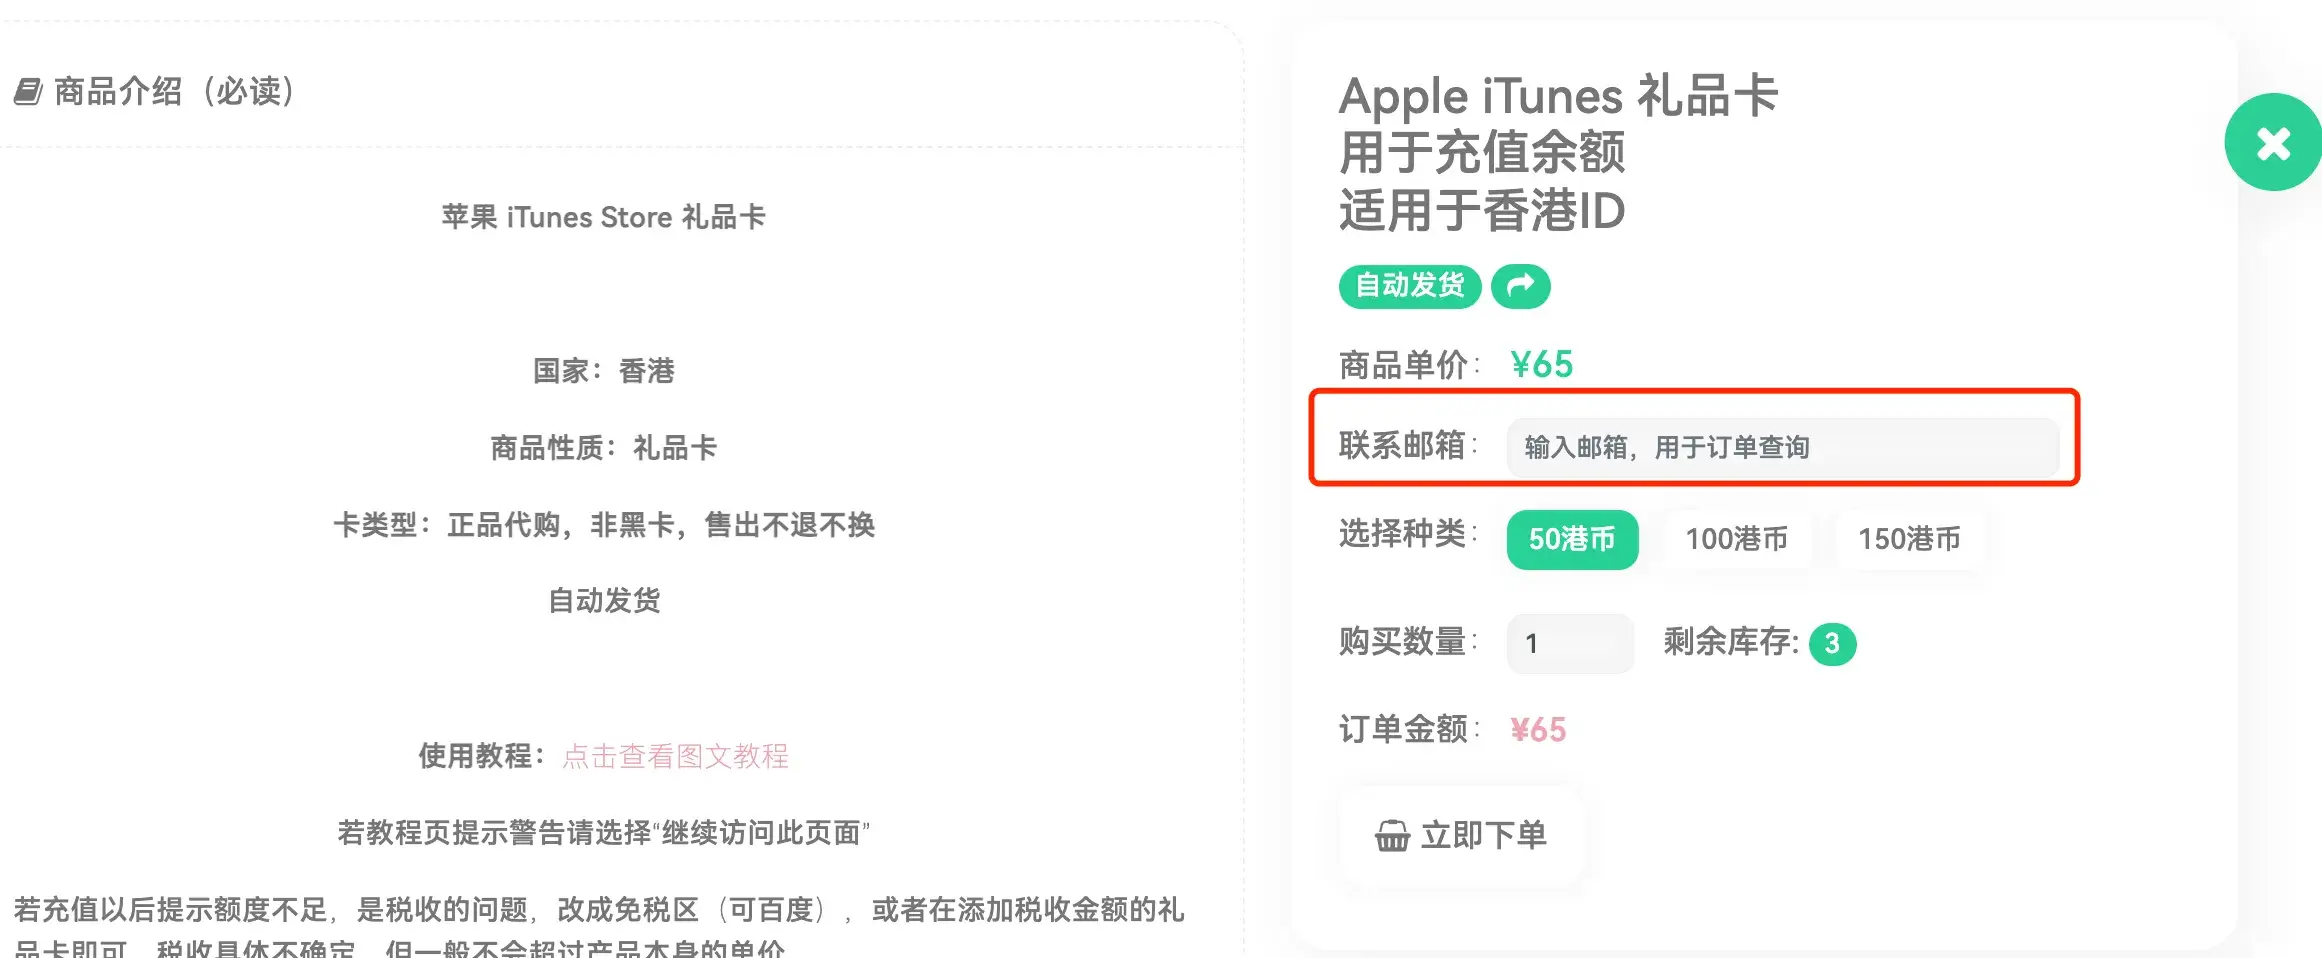 商品介绍（必读）
苹果 iTunes Store 礼品卡
国家：香港
商品性质：礼品卡
卡类型：正品代购，非黑卡，售出不退不换
自动发货
使用教程：点击查看图文教程
若教程页提示警告请选择“继续访问此页面”
若充值以后提示额度不足，是税收的问题，改成免税区（可百度），或者在添加税收金额的礼
品卡即可，税收具体不确定，但一般不会超过产品本身的单价
Apple iTunes 礼品卡
用于充值余额
适用于香港ID
自动发货
商品单价： ¥65
联系邮箱： 输入邮箱，用于订单查询
选择种类： 50港币 100港币 150港币
购买数量： 1 剩余库存: 3
订单金额： ¥65
立即下单